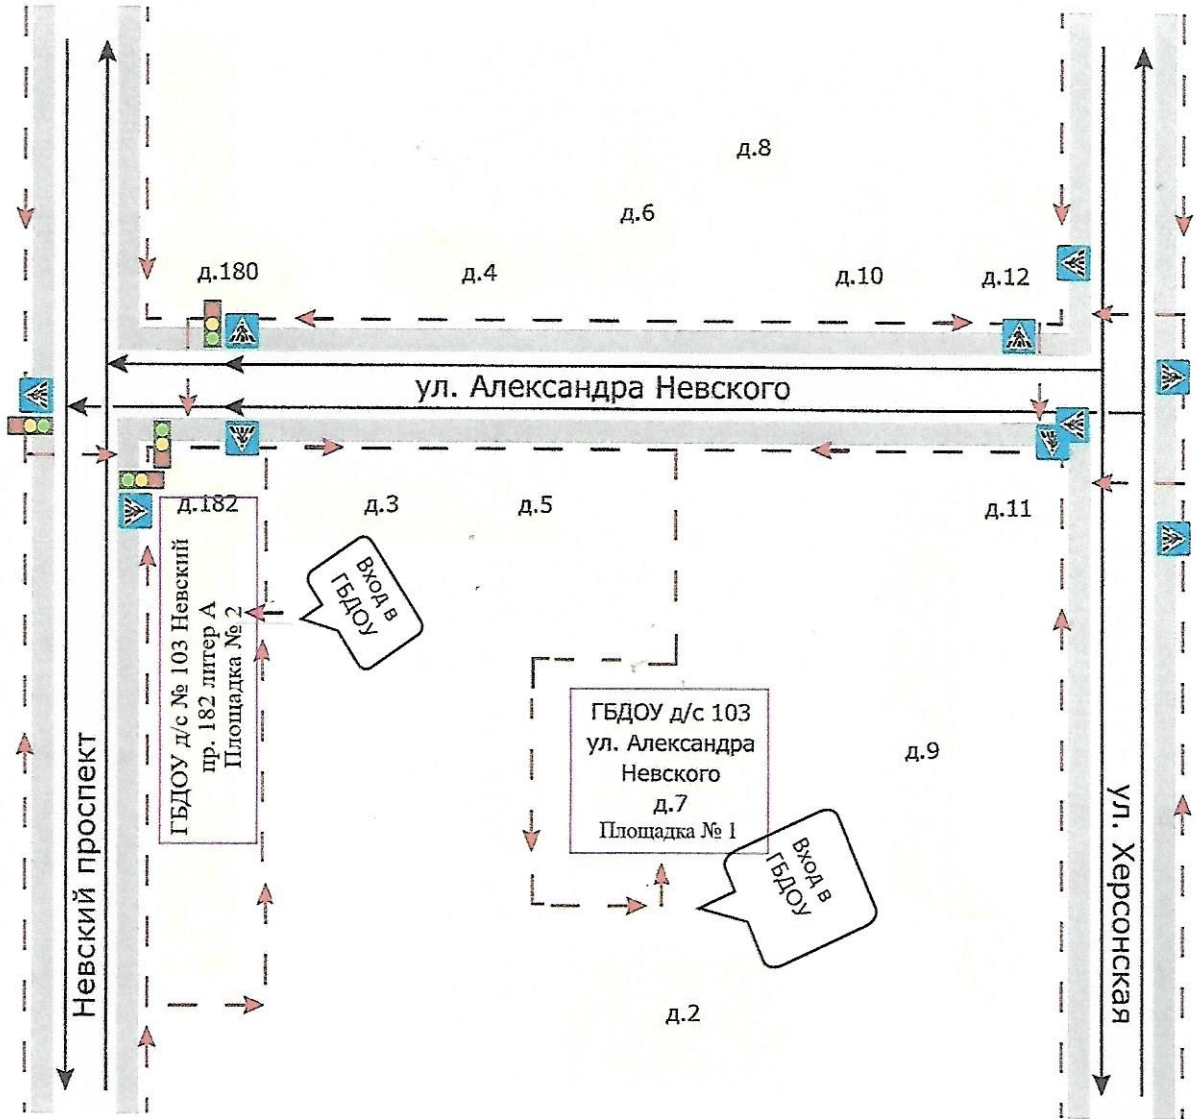 д.8
д.6
д.180
д.4
д.10
д.12
ул. Александра Невского
д.182
д.3
д.5
д.11
Вход в
ГБДОУ
ГБДОУ д/с № 103 Невский
пр. 182 литер А
Площадка № 2
ГБДОУ д/с 103
ул. Александра
Невского
д.7
Площадка № 1
д.9
Вход в
ГБДОУ
Невский проспект
ул. Херсонская
д.2